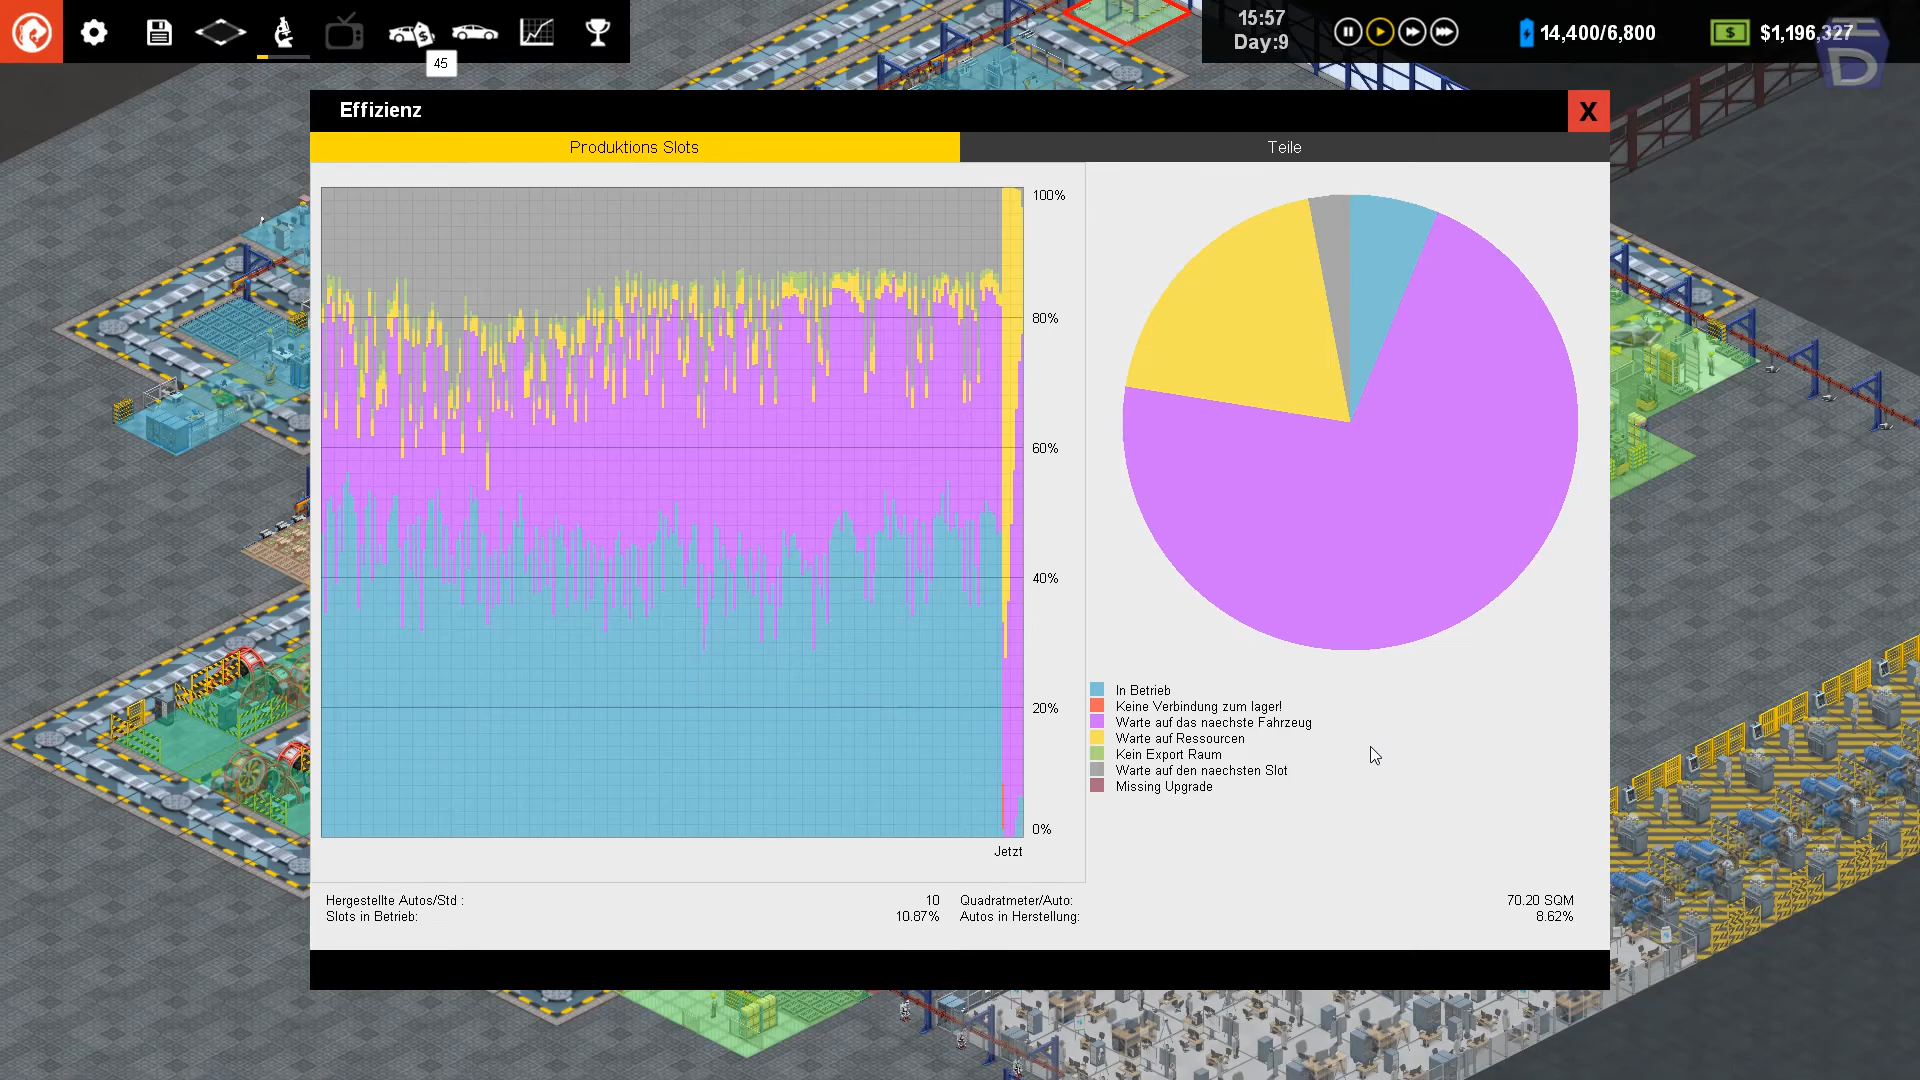 15:57
Day:9
14,400/6,800
$1,196,327
45
D
Effizienz
X
Produktions Slots
Teile
100%
80%
60%
40%
20%
0%
Jetzt
In Betrieb
Keine Verbindung zum lager!
Warte auf das naechste Fahrzeug
Warte auf Ressourcen
Kein Export Raum
Warte auf den naechsten Slot
Missing Upgrade
Hergestellte Autos/Std : 10 Quadratmeter/Auto: 70.20 SQM
Slots in Betrieb: 10.87% Autos in Herstellung: 8.62%